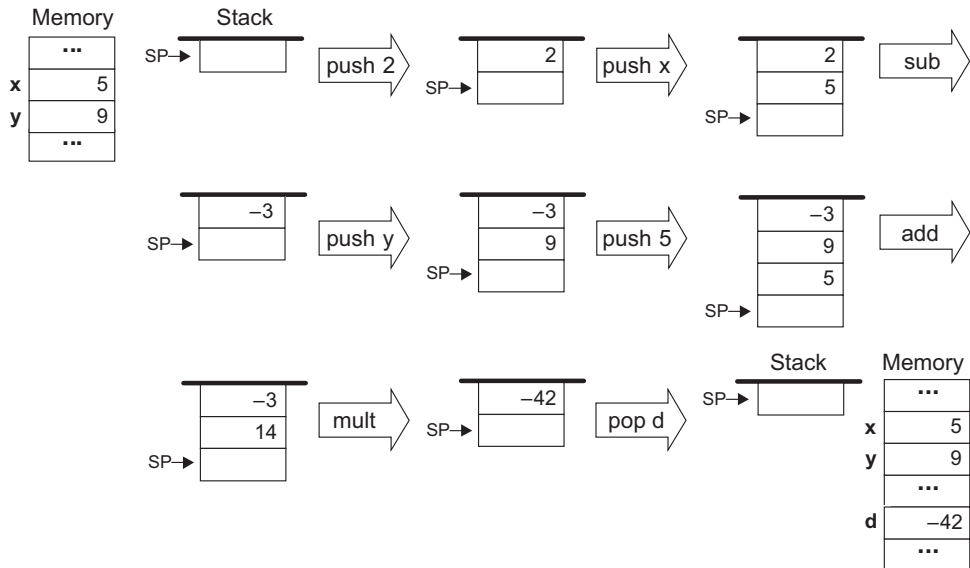 Memory Stack
...
SP
push 2
2
SP
push x
2
5
SP
sub
x 5
y 9
...
–3
SP
push y
–3
9
SP
push 5
–3
9
5
SP
add
–3
14
SP
mult
–42
SP
pop d
Stack Memory
SP
...
x 5
y 9
...
d –42
...